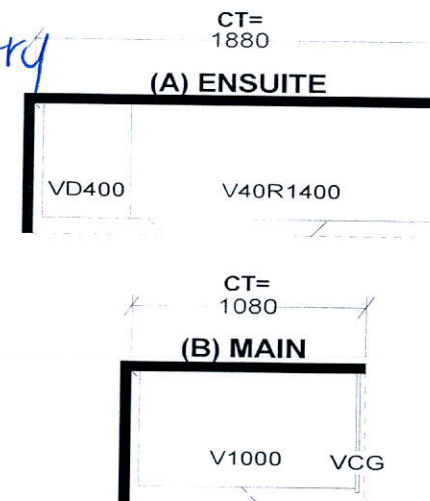 CT=
1880
(A) ENSUITE
VD400 V40R1400
CT=
1080
(B) MAIN
V1000 VCG